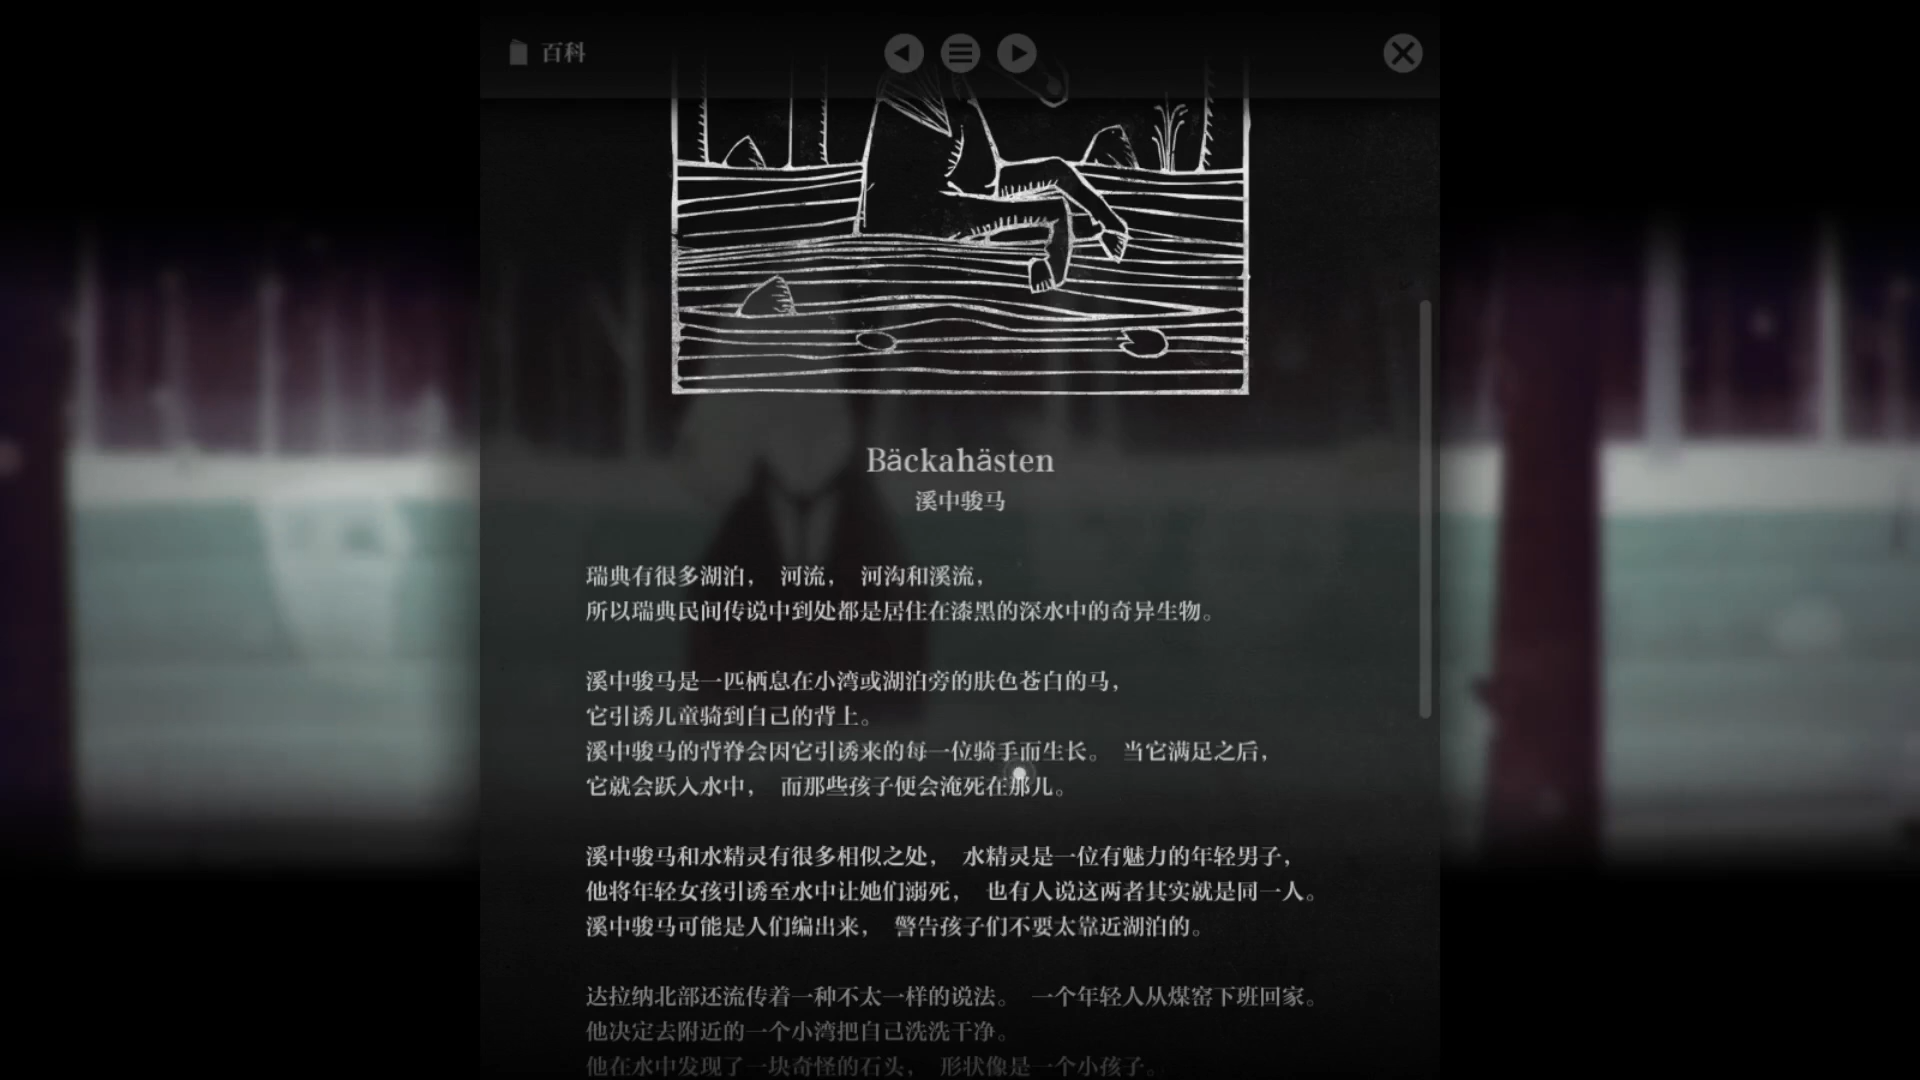 百科
Bäckahästen
溪中骏马
瑞典有很多湖泊， 河流， 河沟和溪流，
所以瑞典民间传说中到处都是居住在漆黑的深水中的奇异生物。
溪中骏马是一匹栖息在小湾或湖泊旁的肤色苍白的马，
它引诱儿童骑到自己的背上。
溪中骏马的背脊会因它引诱来的每一位骑手而生长。 当它满足之后，
它就会跃入水中， 而那些孩子便会淹死在那儿。
溪中骏马和水精灵有很多相似之处， 水精灵是一位有魅力的年轻男子，
他将年轻女孩引诱至水中让她们溺死， 也有人说这两者其实就是同一人。
溪中骏马可能是人们编出来， 警告孩子们不要太靠近湖泊的。
达拉纳北部还流传着一种不太一样的说法。 一个年轻人从煤窑下班回家。
他决定去附近的一个小湾把自己洗洗干净。
他在水中发现了一块奇怪的石头， 形状像是一个小孩子。